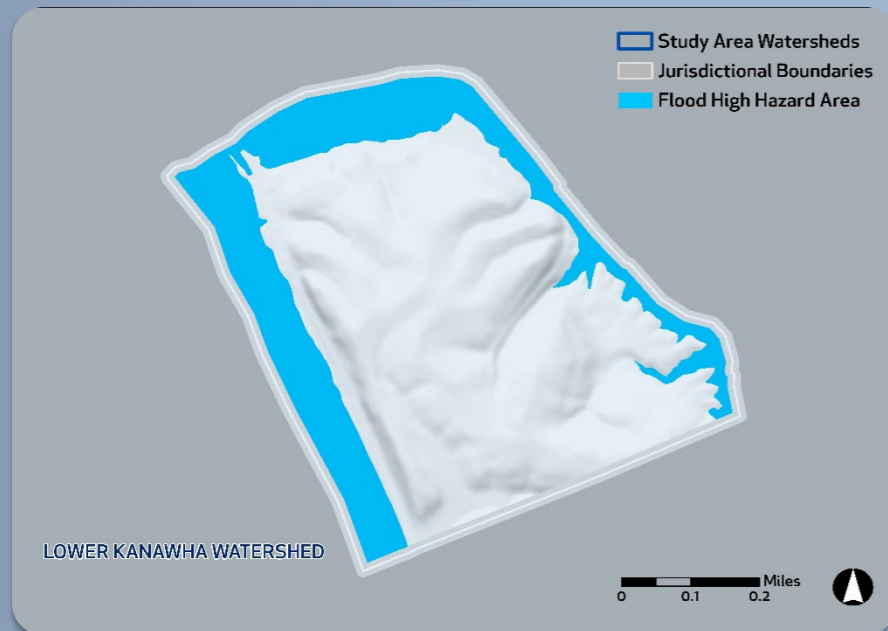 Study Area Watersheds
Jurisdictional Boundaries
Flood High Hazard Area
LOWER KANAWHA WATERSHED
Miles
0 0.1 0.2